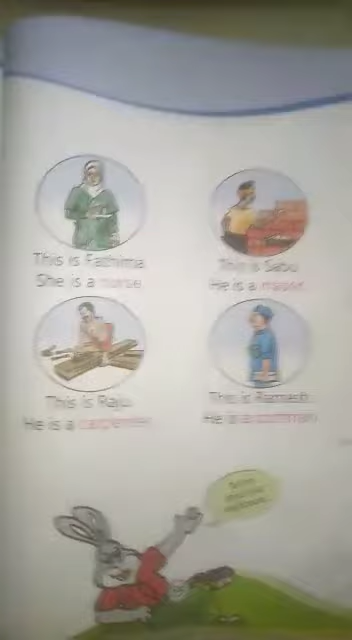 This is Fathima
She is a nurse
This is Sabu
He is a mason
This is Raju
He is a carpenter
This is Ramesh
He is a postman